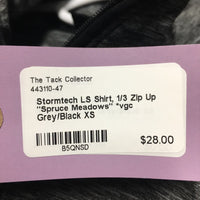 The Tack Collector
443110-47
Stormtech LS Shirt, 1/3 Zip Up
"Spruce Meadows" *vgc
Grey/Black XS
$28.00
B5QNSD